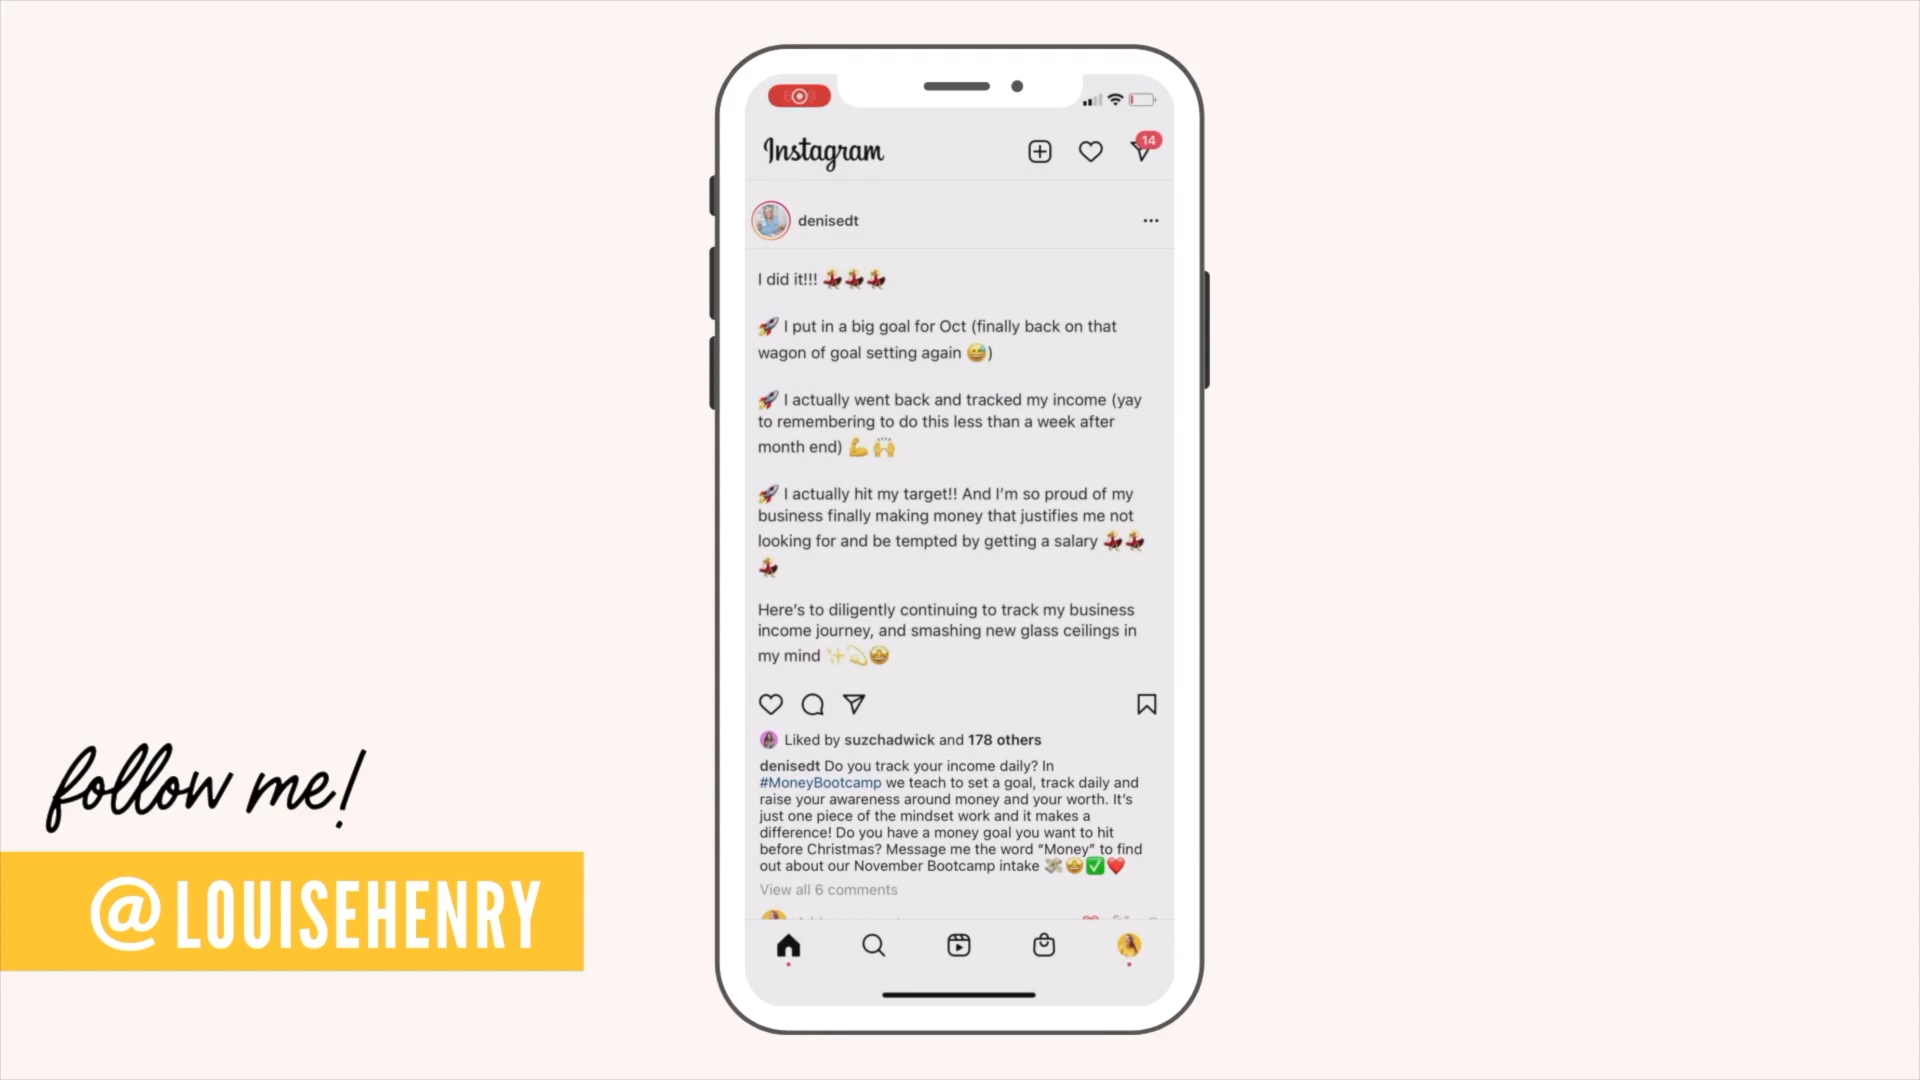 14
Instagram
denisedt
I did it!!! 💃💃💃
🚀 I put in a big goal for Oct (finally back on that
wagon of goal setting again 😅)
🚀 I actually went back and tracked my income (yay
to remembering to do this less than a week after
month end) 💪🙌
🚀 I actually hit my target!! And I'm so proud of my
business finally making money that justifies me not
looking for and be tempted by getting a salary 💃💃
💃
Here's to diligently continuing to track my business
income journey, and smashing new glass ceilings in
my mind ✨💫🤩
Liked by suzchadwick and 178 others
denisedt Do you track your income daily? In
#MoneyBootcamp we teach to set a goal, track daily and
raise your awareness around money and your worth. It's
just one piece of the mindset work and it makes a
difference! Do you have a money goal you want to hit
before Christmas? Message me the word “Money” to find
out about our November Bootcamp intake 💸🤩✅❤️
View all 6 comments
follow me!
@LOUISEHENRY